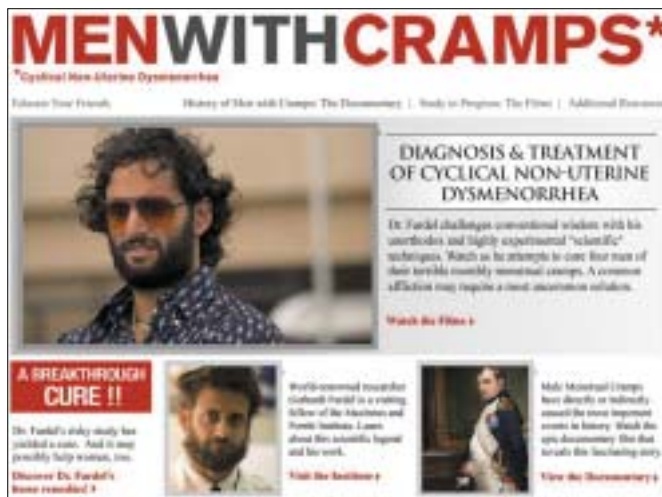 MENWITHCRAMPS*
*Cyclical Non-Uterine Dysmenorrhea
Educate Your Friends
History of Men with Cramps: The Documentary | Study in Progress: The Films | Additional Resources
DIAGNOSIS & TREATMENT
OF CYCLICAL NON-UTERINE
DYSMENORRHEA
Dr. Fardel challenges conventional wisdom with his
unorthodox and highly experimental "scientific"
techniques. Watch as he attempts to cure four men of
their terrible monthly menstrual cramps. A common
affliction may require a most uncommon solution.
Watch the Films
A BREAKTHROUGH
CURE !!
Dr. Fardel's risky study has
yielded a cure. And it may
possibly help women, too.
Discover Dr. Fardel's
home remedies!
World-renowned researcher
Fardel is a visiting
fellow of the and
Institute. Learn
about this scientific legend
and his work.
Visit the Institute
Male Menstrual Cramps
have directly or indirectly
caused the most important
events in history. Watch the
epic documentary film that
reveals this fascinating story.
View the Documentary